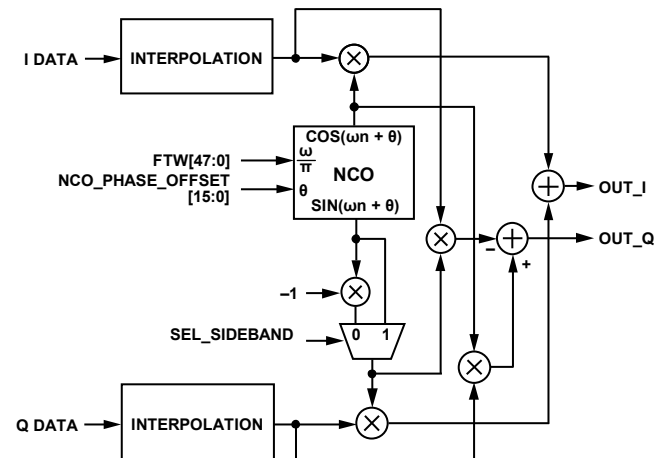 I DATA
INTERPOLATION
COS(ωn + θ)
FTW[47:0]
ω
π
NCO_PHASE_OFFSET
[15:0]
θ
NCO
SIN(ωn + θ)
OUT_I
OUT_Q
–
+
–1
SEL_SIDEBAND
0 1
Q DATA
INTERPOLATION